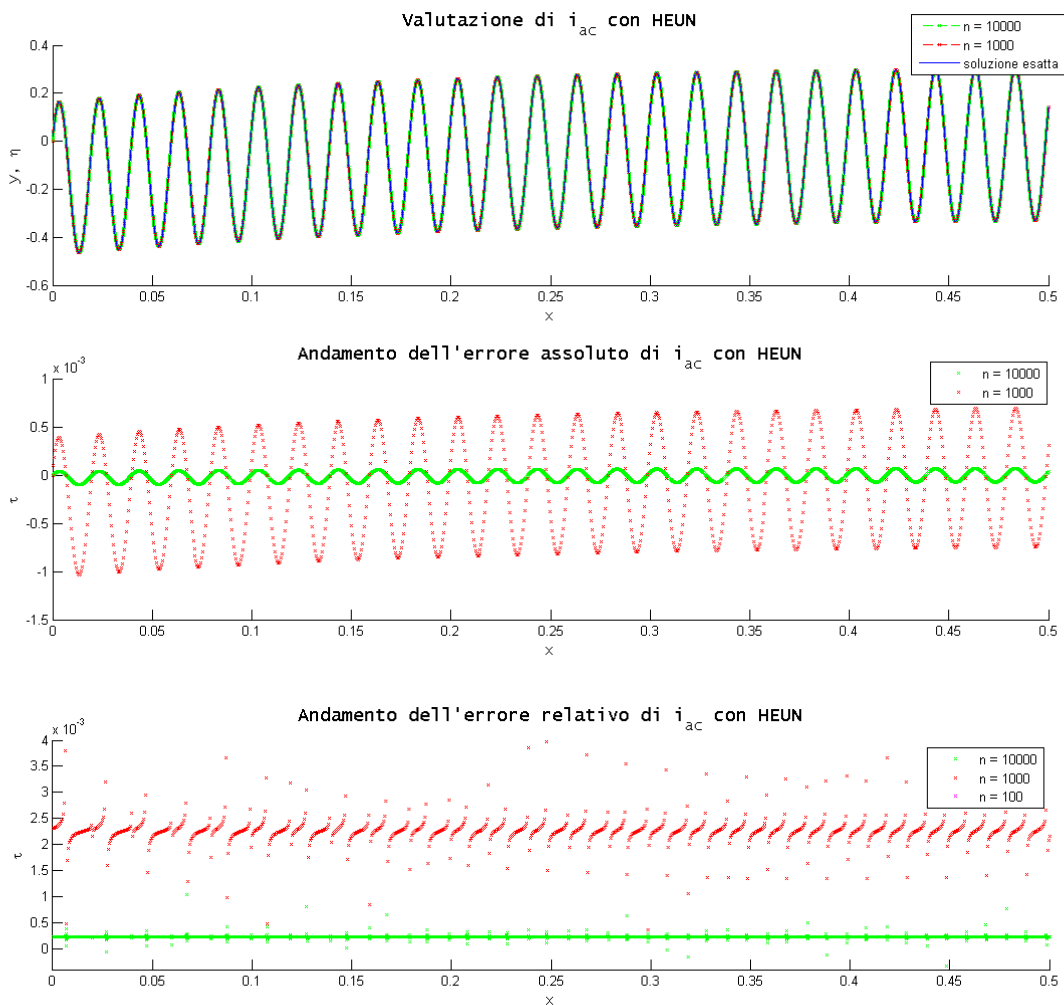 Valutazione di i_ac con HEUN
n = 10000
n = 1000
soluzione esatta
0.4
0.2
0
-0.2
-0.4
-0.6
y, η
0 0.05 0.1 0.15 0.2 0.25 0.3 0.35 0.4 0.45 0.5
x
Andamento dell'errore assoluto di i_ac con HEUN
x 10^-3
n = 10000
n = 1000
1
0.5
0
-0.5
-1
-1.5
τ
0 0.05 0.1 0.15 0.2 0.25 0.3 0.35 0.4 0.45 0.5
x
Andamento dell'errore relativo di i_ac con HEUN
x 10^-3
n = 10000
n = 1000
n = 100
4
3.5
3
2.5
2
1.5
1
0.5
0
τ
0 0.05 0.1 0.15 0.2 0.25 0.3 0.35 0.4 0.45 0.5
x